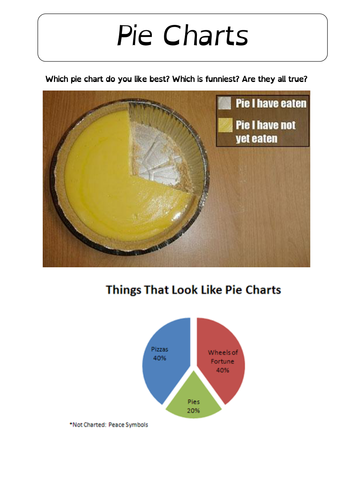 Pie Charts
Which pie chart do you like best? Which is funniest? Are they all true?
Pie I have eaten
Pie I have not
yet eaten
Things That Look Like Pie Charts
Pizzas
40%
Wheels of
Fortune
40%
Pies
20%
*Not Charted: Peace Symbols